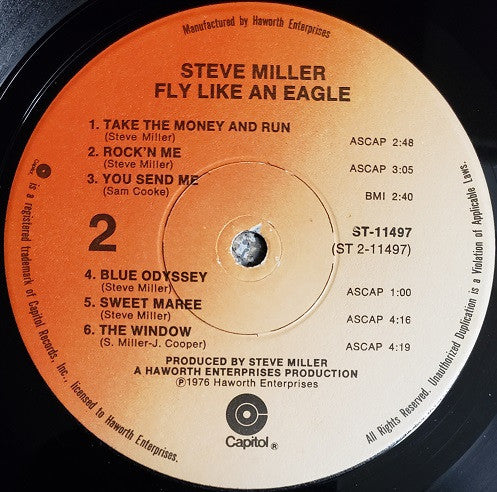 Manufactured by Haworth Enterprises
STEVE MILLER
FLY LIKE AN EAGLE
1. TAKE THE MONEY AND RUN
(Steve Miller) ASCAP 2:48
2. ROCK'N ME
(Steve Miller) ASCAP 3:05
3. YOU SEND ME
(Sam Cooke) BMI 2:40
2
ST-11497
(ST 2-11497)
4. BLUE ODYSSEY
(Steve Miller) ASCAP 1:00
5. SWEET MAREE
(Steve Miller) ASCAP 4:16
6. THE WINDOW
(S. Miller-J. Cooper) ASCAP 4:19
PRODUCED BY STEVE MILLER
A HAWORTH ENTERPRISES PRODUCTION
Ⓟ1976 Haworth Enterprises
Capitol®
is a registered trademark of Capitol Records, Inc., licensed to Haworth Enterprises.
All Rights Reserved. Unauthorized Duplication is a Violation of Applicable Laws.